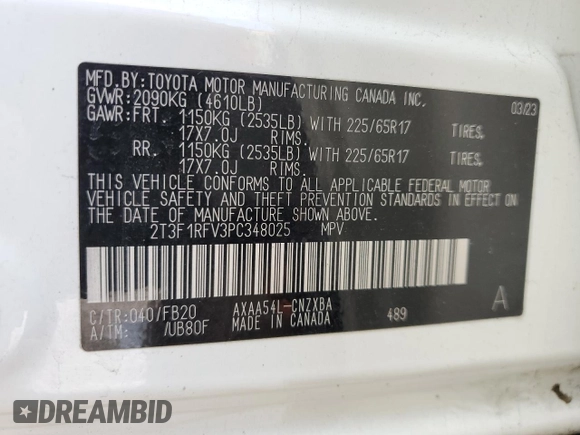 MFD.BY:TOYOTA MOTOR MANUFACTURING CANADA INC.
GVWR:2090KG (4610LB) 03/23
GAWR:FRT. 1150KG (2535LB) WITH 225/65R17 TIRES.
17X7.0J RIMS.
RR. 1150KG (2535LB) WITH 225/65R17 TIRES.
17X7.0J RIMS.
THIS VEHICLE CONFORMS TO ALL APPLICABLE FEDERAL MOTOR
VEHICLE SAFETY AND THEFT PREVENTION STANDARDS IN EFFECT
ON THE DATE OF MANUFACTURE SHOWN ABOVE.
2T3F1RFV3PC348025 MPV
C/TR:040/FB20 AXAA54L-CNZXBA 489 A
A/TM: /UB80F MADE IN CANADA
DREAMBID